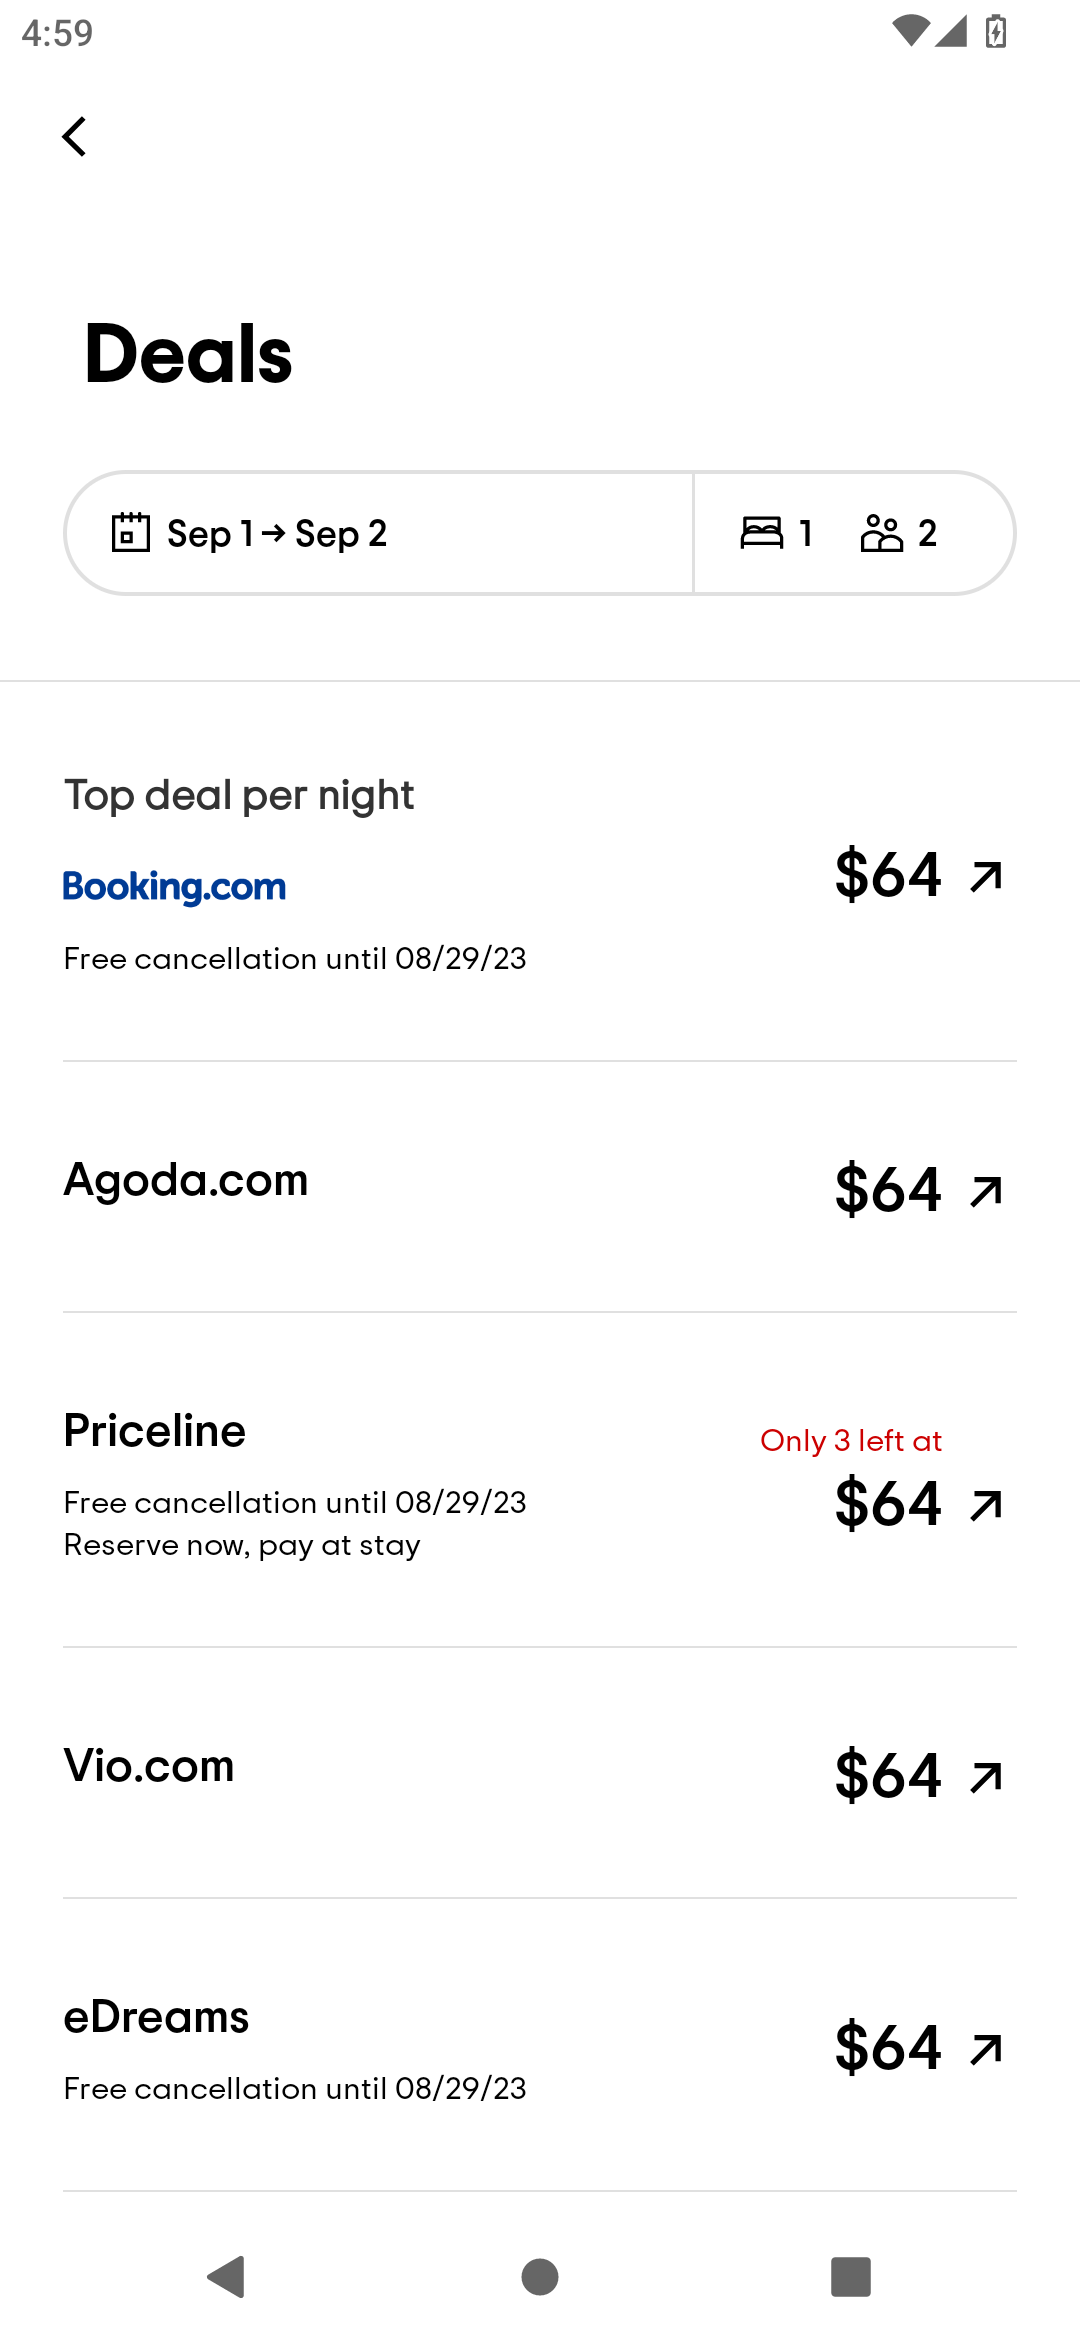 4:59
Deals
Sep 1 → Sep 2
1
2
Top deal per night
Booking.com
$64
Free cancellation until 08/29/23
Agoda.com
$64
Priceline
Only 3 left at
Free cancellation until 08/29/23
$64
Reserve now, pay at stay
Vio.com
$64
eDreams
$64
Free cancellation until 08/29/23